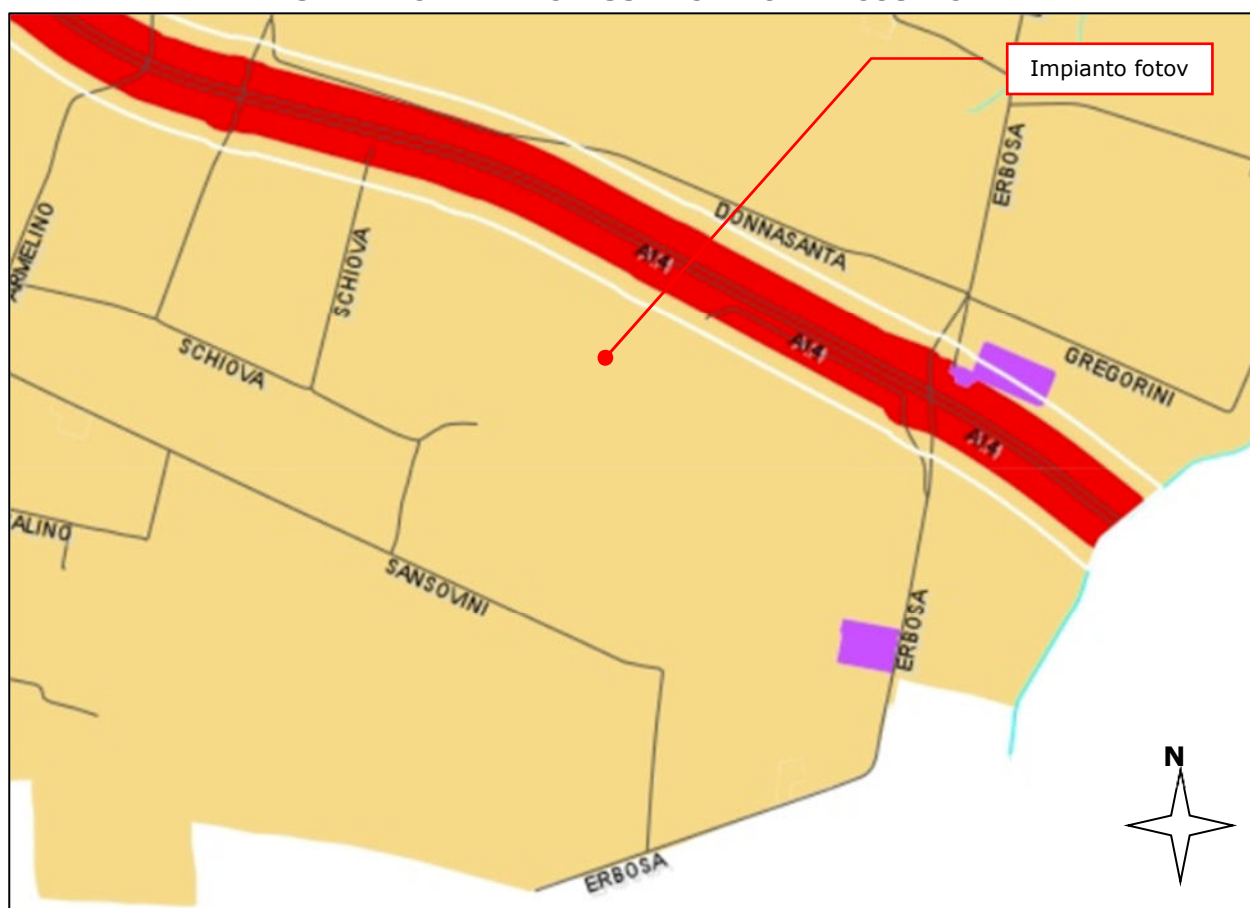 Impianto fotov
ERBOSA
DONNASANTA
ARMELINO
SCHIOVA
A14
A14
GREGORINI
SCHIOVA
A14
ALINO
SANSOVINI
ERBOSA
N
ERBOSA